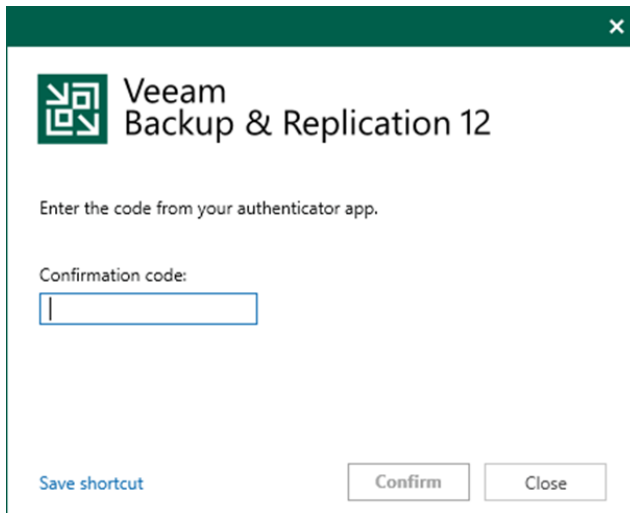 Veeam
Backup & Replication 12
Enter the code from your authenticator app.
Confirmation code:
Save shortcut
Confirm
Close